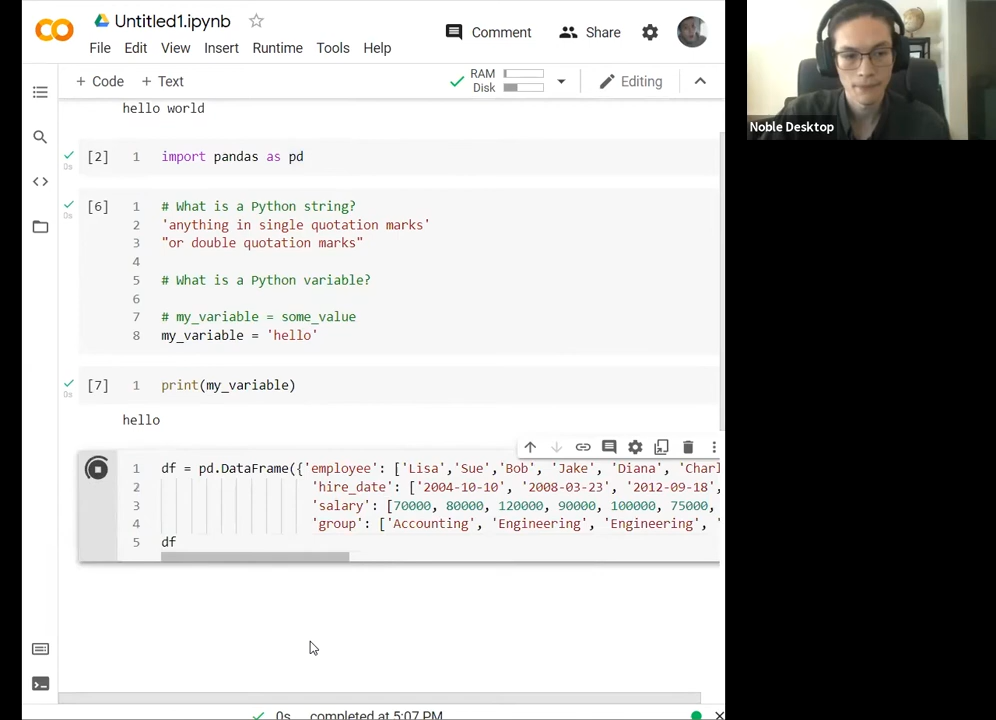 Untitled1.ipynb
File Edit View Insert Runtime Tools Help
Comment
Share
+ Code + Text
RAM
Disk
Editing
hello world
[2] 1 import pandas as pd
0s
[6] 1 # What is a Python string?
0s
2 'anything in single quotation marks'
3 "or double quotation marks"
4
5 # What is a Python variable?
6
7 # my_variable = some_value
8 my_variable = 'hello'
[7] 1 print(my_variable)
0s
hello
1 df = pd.DataFrame({'employee': ['Lisa','Sue','Bob', 'Jake', 'Diana', 'Charl
2 'hire_date': ['2004-10-10', '2008-03-23', '2012-09-18',
3 'salary': [70000, 80000, 120000, 90000, 100000, 75000,
4 'group': ['Accounting', 'Engineering', 'Engineering', '
5 df
0s completed at 5:07 PM
Noble Desktop